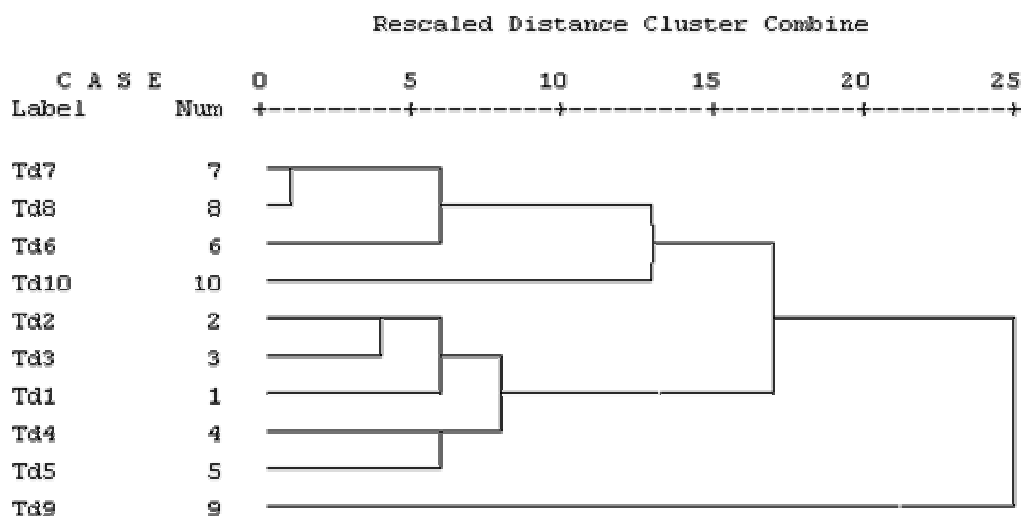 Rescaled Distance Cluster Combine
C A S E 0 5 10 15 20 25
Label Num +---------+---------+---------+---------+---------+
Td7 7
Td8 8
Td6 6
Td10 10
Td2 2
Td3 3
Td1 1
Td4 4
Td5 5
Td9 9